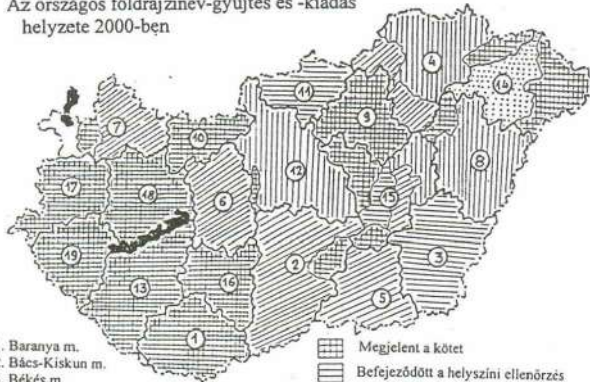 Az országos földrajzinév-gyűjtés és -kiadás
helyzete 2000-ben
4
14
11
7
9
10
8
12
17
18
6
15
19
2
3
13
16
5
1
. Baranya m.
. Bács-Kiskun m.
. Békés m.
Megjelent a kötet
Befejeződött a helyszíni ellenőrzés